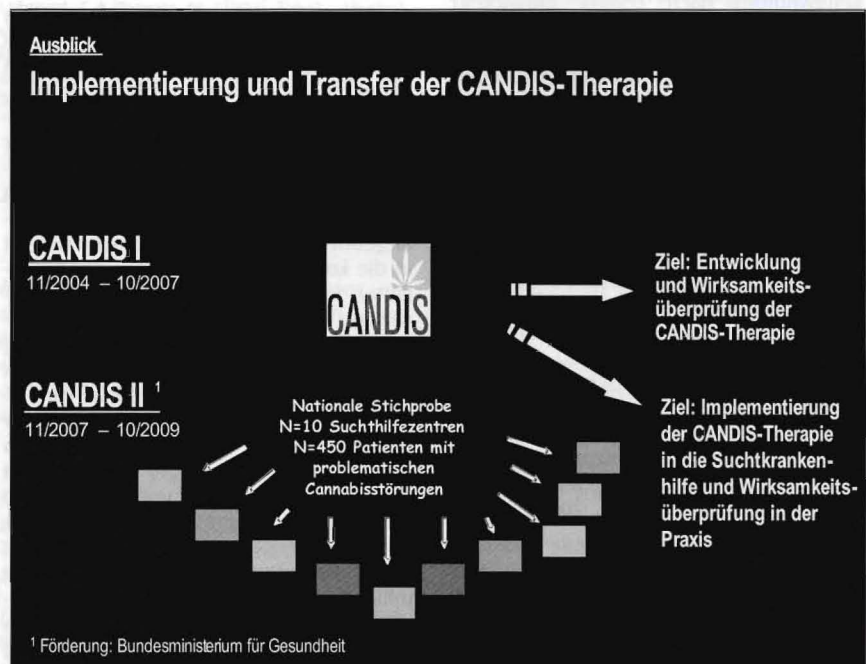 Ausblick
Implementierung und Transfer der CANDIS-Therapie
CANDIS I
11/2004 – 10/2007
CANDIS
Ziel: Entwicklung
und Wirksamkeits-
überprüfung der
CANDIS-Therapie
CANDIS II ¹
11/2007 – 10/2009
Nationale Stichprobe
N=10 Suchthilfezentren
N=450 Patienten mit
problematischen
Cannabisstörungen
Ziel: Implementierung
der CANDIS-Therapie
in die Suchtkranken-
hilfe und Wirksamkeits-
überprüfung in der
Praxis
¹ Förderung: Bundesministerium für Gesundheit